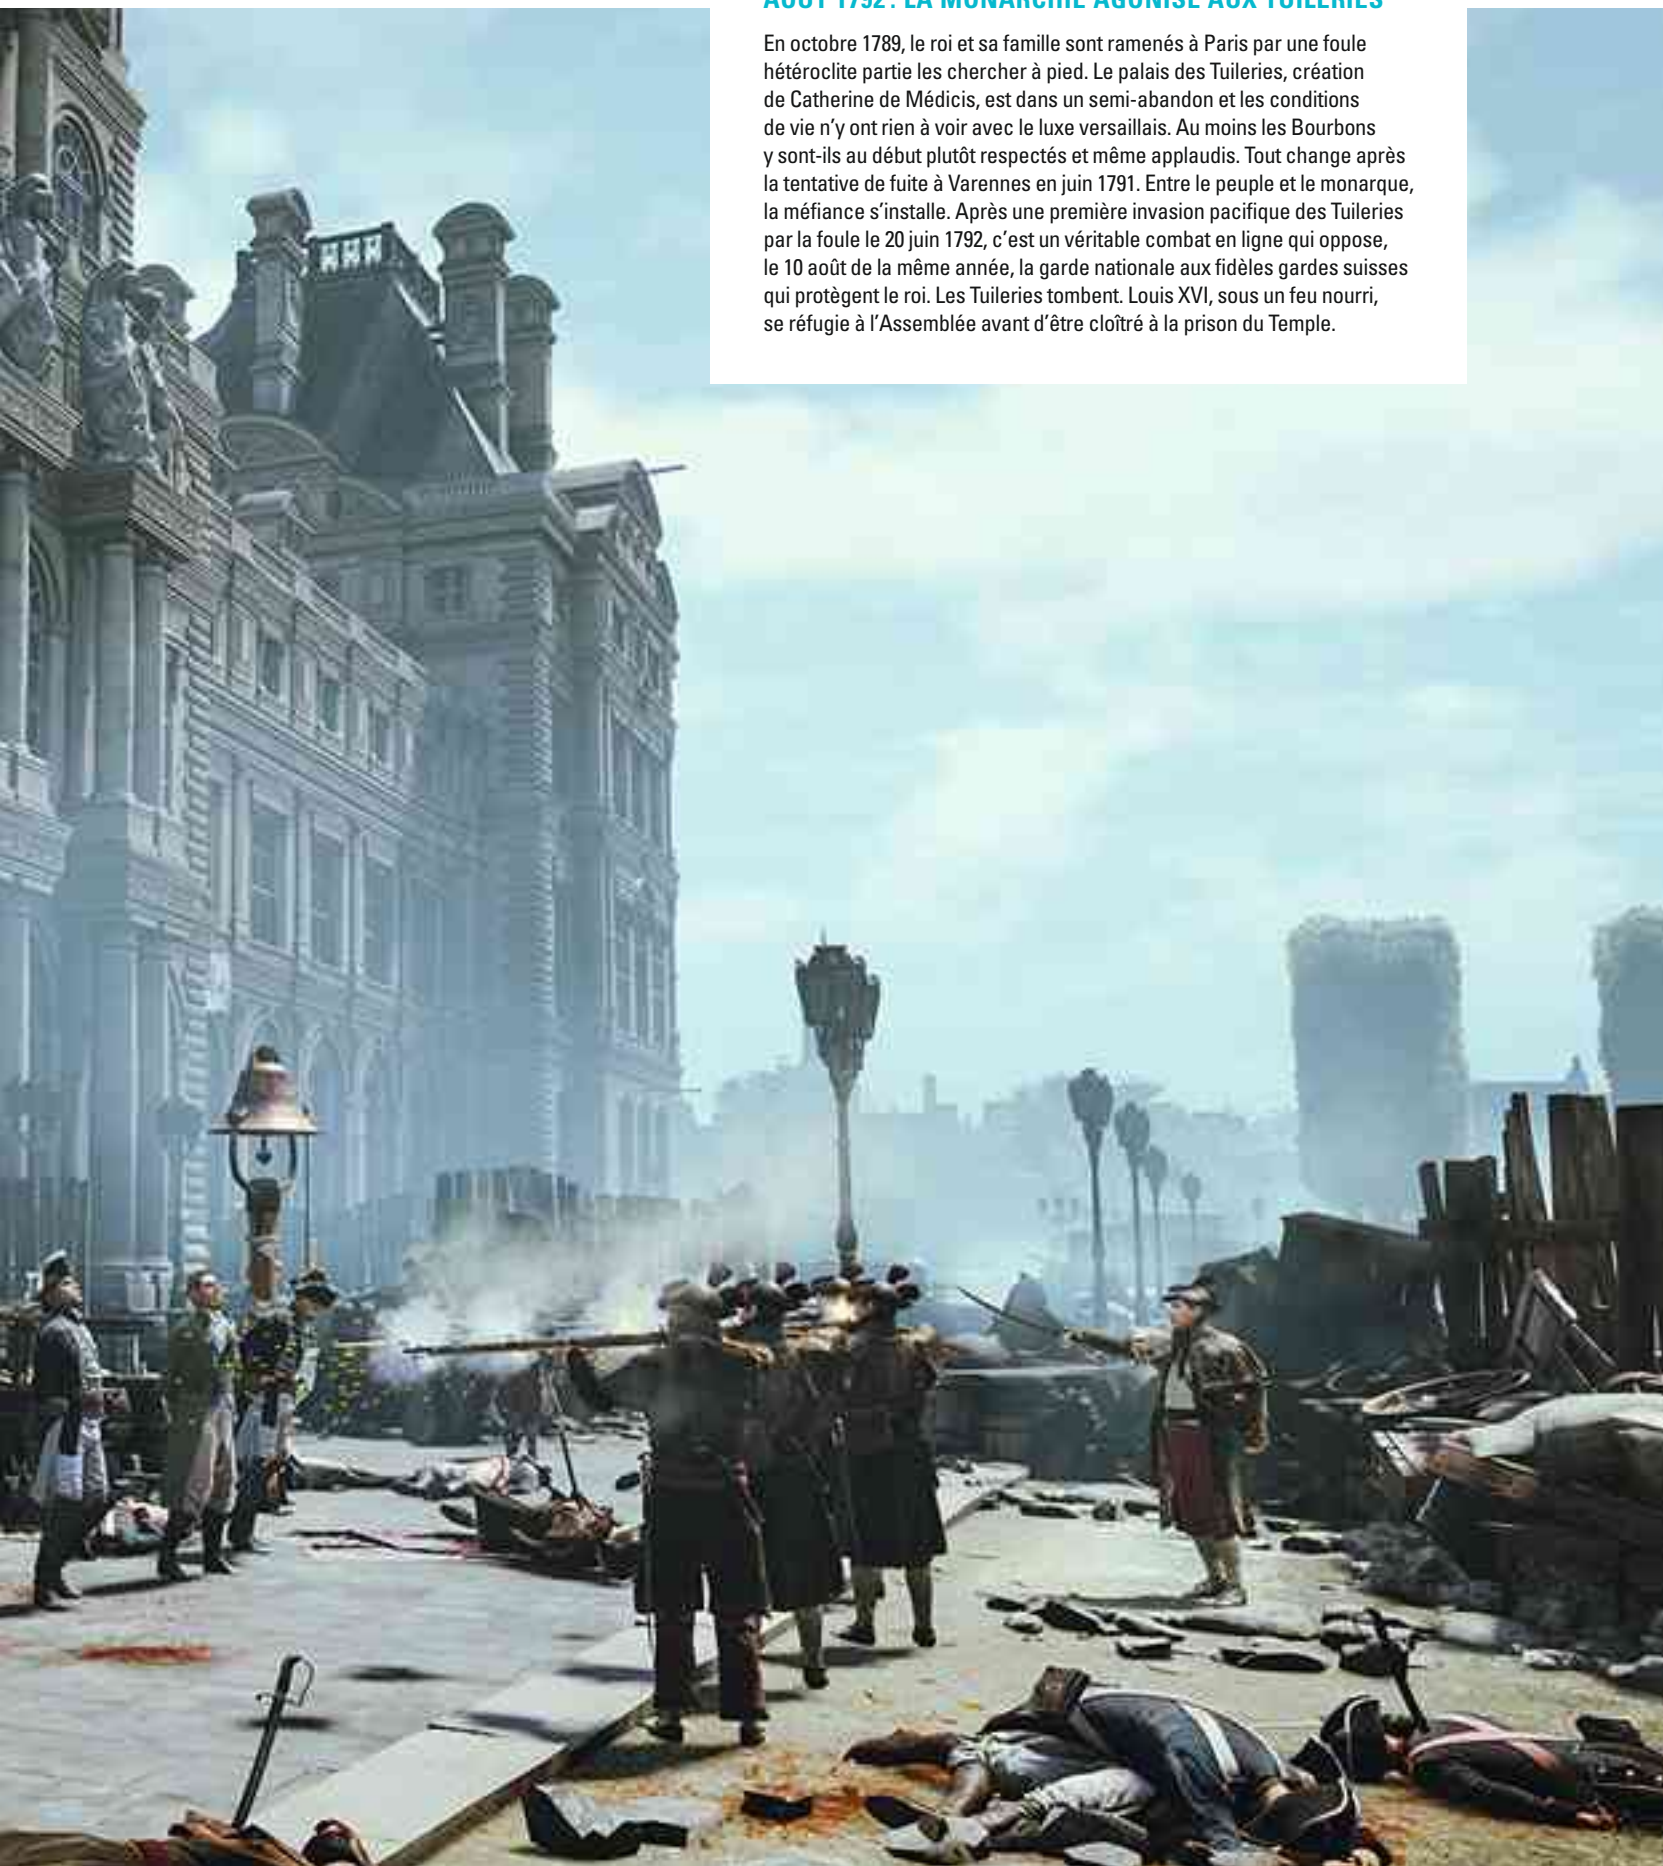 AOÛT 1792 : LA MONARCHIE AGONISE AUX TUILERIES
En octobre 1789, le roi et sa famille sont ramenés à Paris par une foule
hétéroclite partie les chercher à pied. Le palais des Tuileries, création
de Catherine de Médicis, est dans un semi-abandon et les conditions
de vie n’y ont rien à voir avec le luxe versaillais. Au moins les Bourbons
y sont-ils au début plutôt respectés et même applaudis. Tout change après
la tentative de fuite à Varennes en juin 1791. Entre le peuple et le monarque,
la méfiance s’installe. Après une première invasion pacifique des Tuileries
par la foule le 20 juin 1792, c’est un véritable combat en ligne qui oppose,
le 10 août de la même année, la garde nationale aux fidèles gardes suisses
qui protègent le roi. Les Tuileries tombent. Louis XVI, sous un feu nourri,
se réfugie à l’Assemblée avant d’être cloîtré à la prison du Temple.